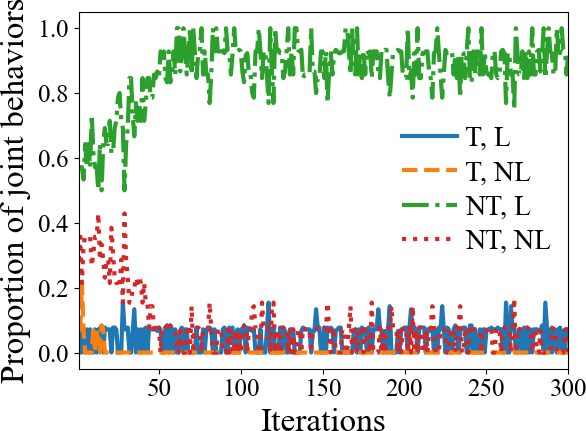 Proportion of joint behaviors
1.0
0.8
0.6
0.4
0.2
0.0
T, L
T, NL
NT, L
NT, NL
50 100 150 200 250 300
Iterations